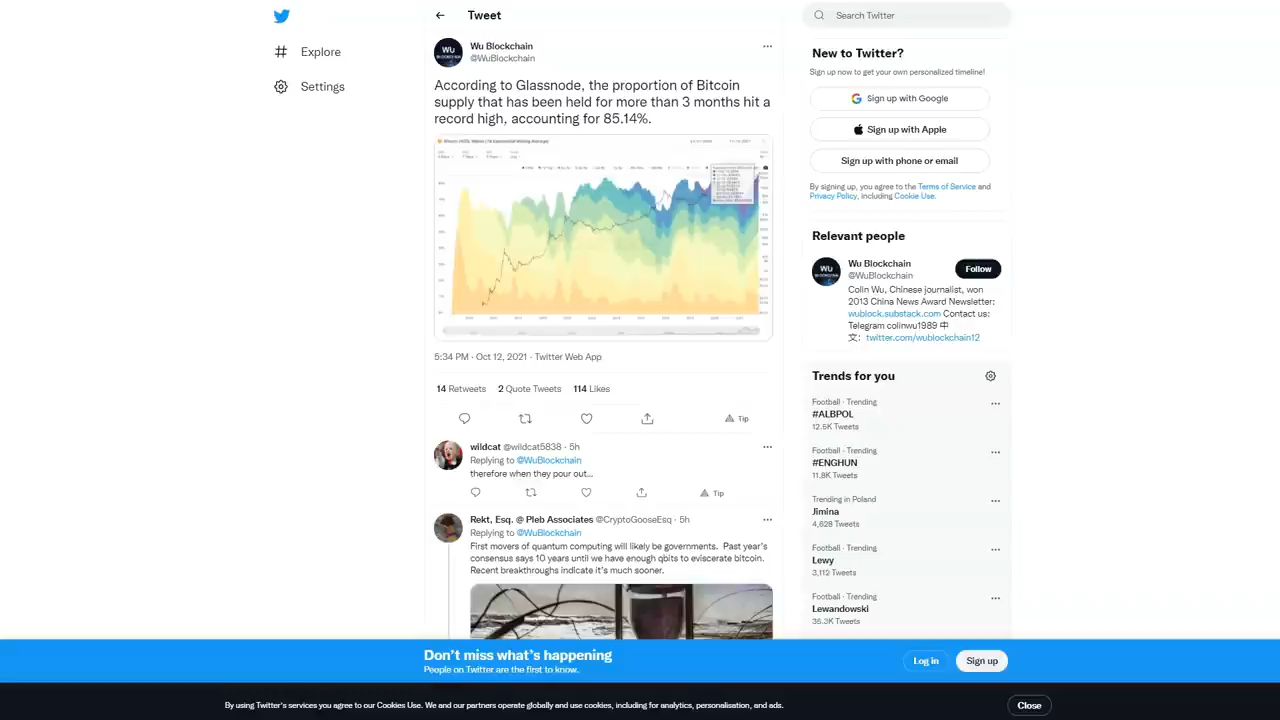 Explore
Settings
Tweet
Wu Blockchain
@WuBlockchain
According to Glassnode, the proportion of Bitcoin
supply that has been held for more than 3 months hit a
record high, accounting for 85.14%.
5:34 PM · Oct 12, 2021 · Twitter Web App
14 Retweets 2 Quote Tweets 114 Likes
Tip
wildcat @wildcat5838 · 5h
Replying to @WuBlockchain
therefore when they pour out...
Tip
Rekt, Esq. @ Pleb Associates @CryptoGooseEsq · 5h
Replying to @WuBlockchain
First movers of quantum computing will likely be governments. Past year's
consensus says 10 years until we have enough qbits to eviscerate bitcoin.
Recent breakthroughs indicate it's much sooner.
Search Twitter
New to Twitter?
Sign up now to get your own personalized timeline!
Sign up with Google
Sign up with Apple
Sign up with phone or email
By signing up, you agree to the Terms of Service and
Privacy Policy, including Cookie Use.
Relevant people
Wu Blockchain
@WuBlockchain
Follow
Colin Wu, Chinese journalist, won
2013 China News Award Newsletter:
wublock.substack.com Contact us:
Telegram colinwu1989 中
文： twitter.com/wublockchain12
Trends for you
Football · Trending
#ALBPOL
12.5K Tweets
Football · Trending
#ENGHUN
11.8K Tweets
Trending in Poland
Jimina
4,628 Tweets
Football · Trending
Lewy
3,112 Tweets
Football · Trending
Lewandowski
36.3K Tweets
Don't miss what's happening
People on Twitter are the first to know.
Log in
Sign up
By using Twitter's services you agree to our Cookies Use. We and our partners operate globally and use cookies, including for analytics, personalisation, and ads.
Close